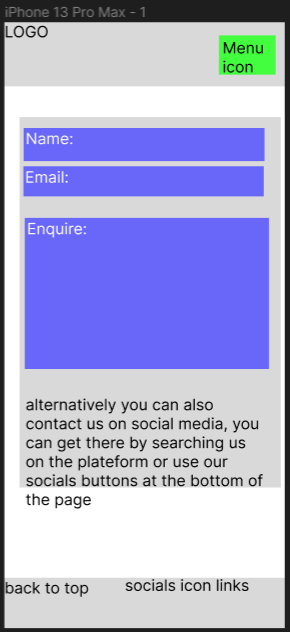 iPhone 13 Pro Max - 1
LOGO
Menu
icon
Name:
Email:
Enquire:
alternatively you can also
contact us on social media, you
can get there by searching us
on the plateform or use our
socials buttons at the bottom of
the page
back to top
socials icon links